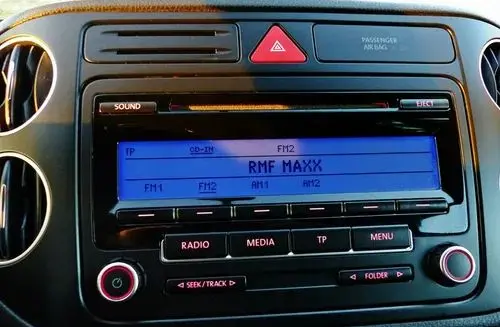 PASSENGER
AIR BAG
SOUND
EJECT
TP CD-IN FM2
RMF MAXX
FM1 FM2 AM1 AM2
RADIO MEDIA TP MENU
SEEK/TRACK
FOLDER